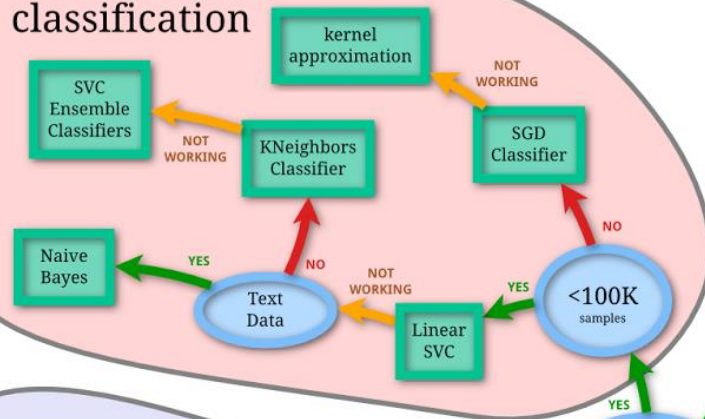 classification
kernel
approximation
NOT
WORKING
SVC
Ensemble
Classifiers
NOT
WORKING
KNeighbors
Classifier
SGD
Classifier
NO
Naive
Bayes
YES
NO
Text
Data
NOT
WORKING
Linear
SVC
YES
<100K
samples
YES